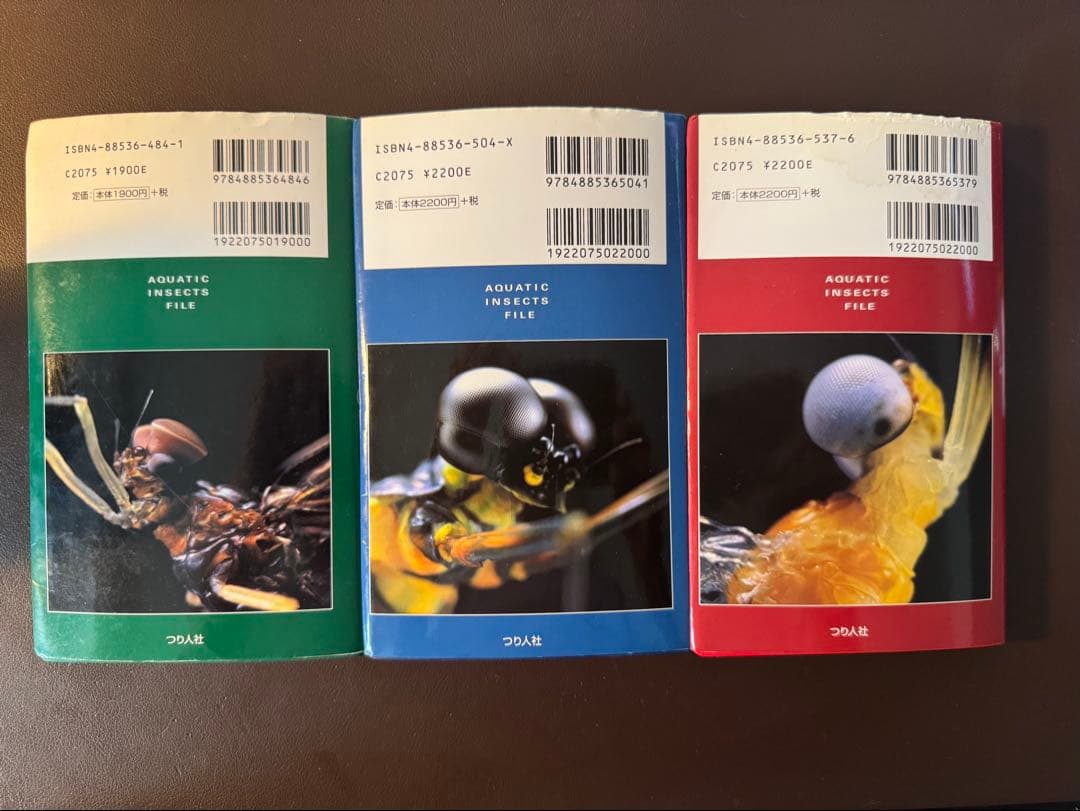 ISBN4-88536-484-1
C2075 ¥1900E
定価：本体1900円+税
9784885364846
1922075019000
AQUATIC
INSECTS
FILE
つり人社
ISBN4-88536-504-X
C2075 ¥2200E
定価：本体2200円+税
9784885365041
1922075022000
AQUATIC
INSECTS
FILE
つり人社
ISBN4-88536-537-6
C2075 ¥2200E
定価：本体2200円+税
9784885365379
1922075022000
AQUATIC
INSECTS
FILE
つり人社